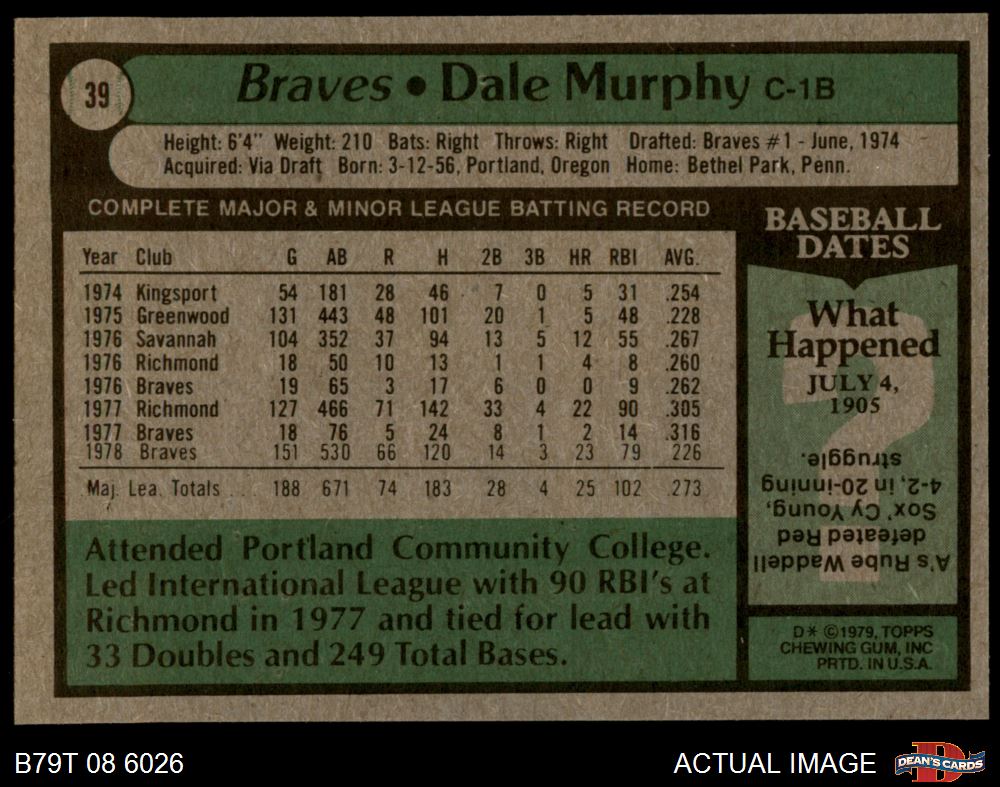 39
Braves • Dale Murphy C-1B
Height: 6'4" Weight: 210 Bats: Right Throws: Right Drafted: Braves #1 - June, 1974
Acquired: Via Draft Born: 3-12-56, Portland, Oregon Home: Bethel Park, Penn.
COMPLETE MAJOR & MINOR LEAGUE BATTING RECORD
Year Club G AB R H 2B 3B HR RBI AVG.
1974 Kingsport 54 181 28 46 7 0 5 31 .254
1975 Greenwood 131 443 48 101 20 1 5 48 .228
1976 Savannah 104 352 37 94 13 5 12 55 .267
1976 Richmond 18 50 10 13 1 1 4 8 .260
1976 Braves 19 65 3 17 6 0 0 9 .262
1977 Richmond 127 466 71 142 33 4 22 90 .305
1977 Braves 18 76 5 24 8 1 2 14 .316
1978 Braves 151 530 66 120 14 3 23 79 .226
Maj. Lea. Totals ... 188 671 74 183 28 4 25 102 .273
Attended Portland Community College.
Led International League with 90 RBI's at
Richmond in 1977 and tied for lead with
33 Doubles and 249 Total Bases.
BASEBALL
DATES
What
Happened
JULY 4,
1905
A's Rube Waddell
defeated Red
Sox' Cy Young,
4-2, in 20-inning
struggle.
D* ©1979, TOPPS
CHEWING GUM, INC
PRTD. IN U.S.A.
B79T 08 6026
ACTUAL IMAGE
D
DEAN'S CARDS